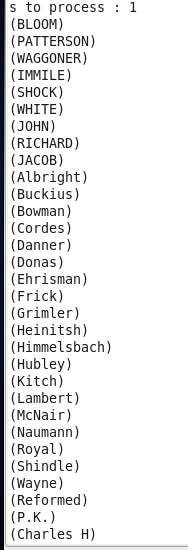 s to process : 1
(BLOOM)
(PATTERSON)
(WAGGONER)
(IMMILE)
(SHOCK)
(WHITE)
(JOHN)
(RICHARD)
(JACOB)
(Albright)
(Buckius)
(Bowman)
(Cordes)
(Danner)
(Donas)
(Ehrisman)
(Frick)
(Grimler)
(Heinitsh)
(Himmelsbach)
(Hubley)
(Kitch)
(Lambert)
(McNair)
(Naumann)
(Royal)
(Shindle)
(Wayne)
(Reformed)
(P.K.)
(Charles H)